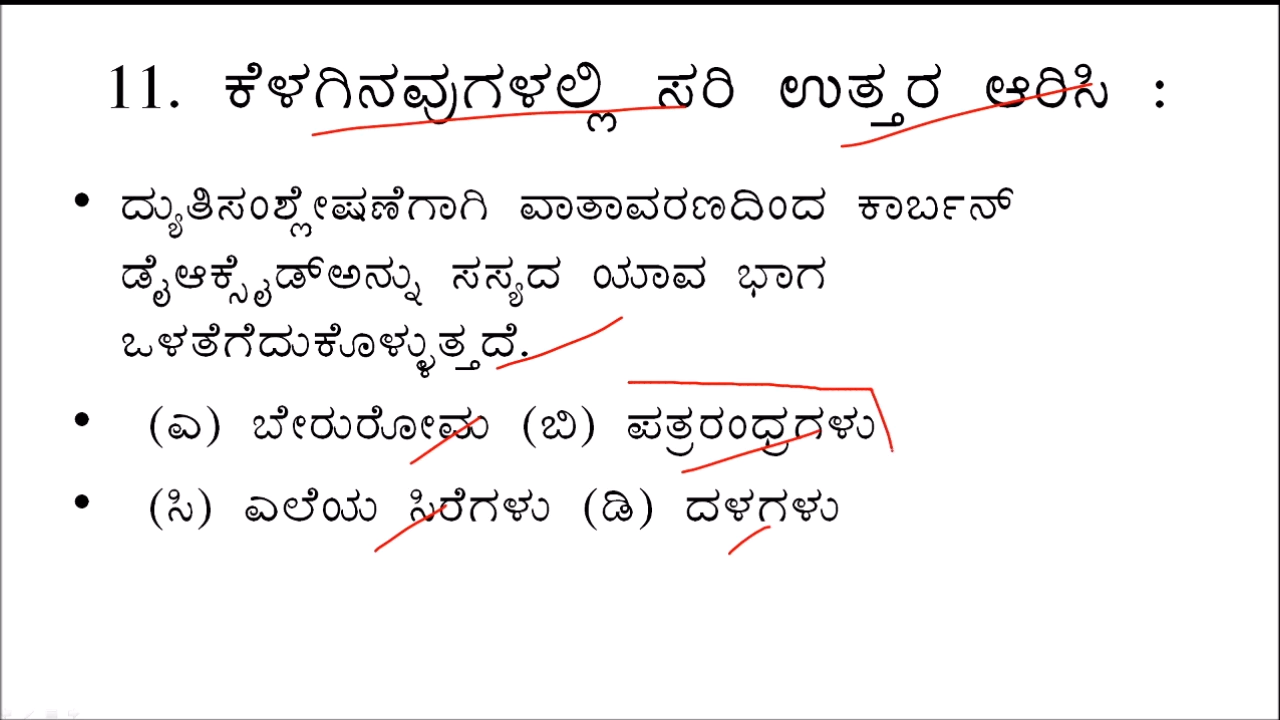 11. ಕೆಳಗಿನವುಗಳಲ್ಲಿ ಸರಿ ಉತ್ತರ ಆರಿಸಿ :
• ದ್ಯುತಿಸಂಶ್ಲೇಷಣೆಗಾಗಿ ವಾತಾವರಣದಿಂದ ಕಾರ್ಬನ್
ಡೈಆಕ್ಸೈಡ್‌ಅನ್ನು ಸಸ್ಯದ ಯಾವ ಭಾಗ
ಒಳತೆಗೆದುಕೊಳ್ಳುತ್ತದೆ.
• (ಎ) ಬೇರುರೋಮ (ಬಿ) ಪತ್ರರಂಧ್ರಗಳು
• (ಸಿ) ಎಲೆಯ ಸಿರೆಗಳು (ಡಿ) ದಳಗಳು